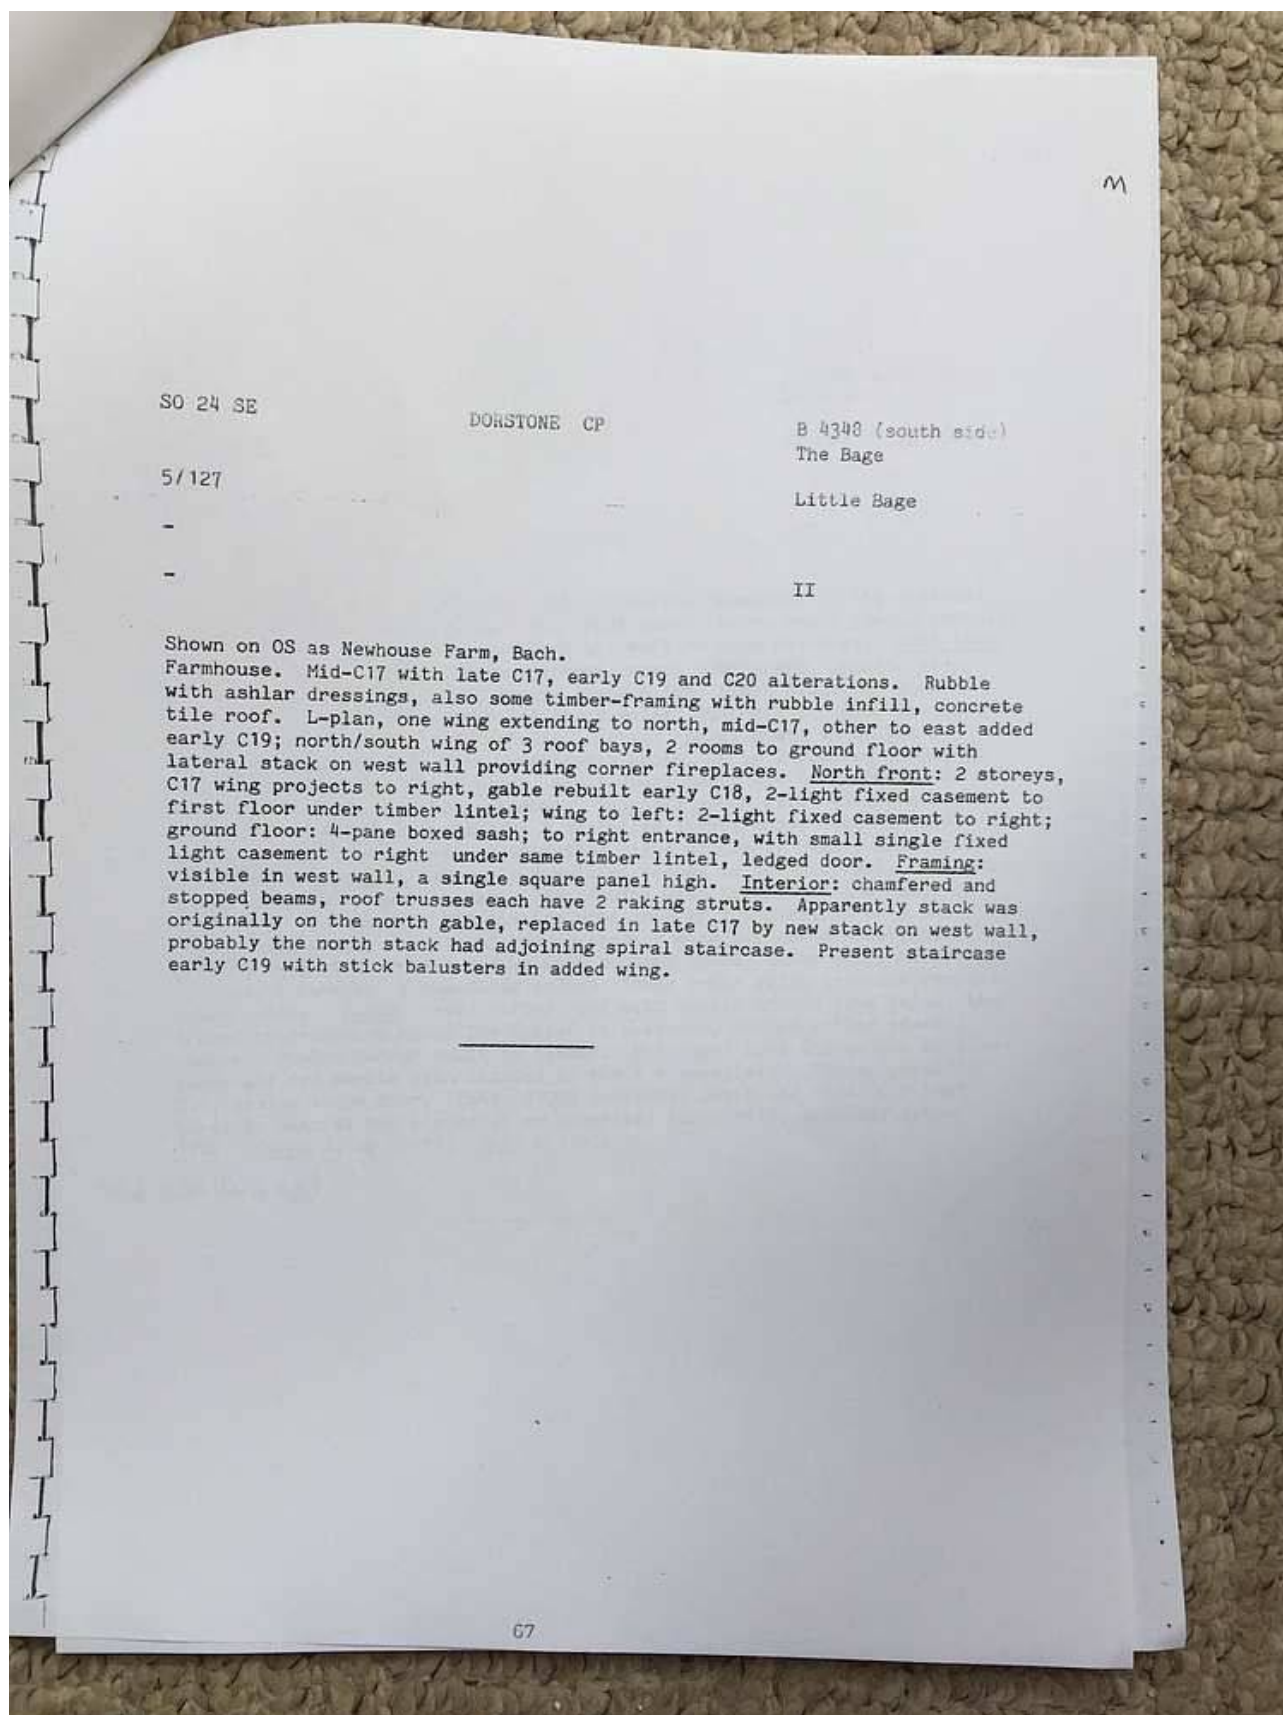 M
SO 24 SE
DORSTONE CP
B 4348 (south side)
The Bage
5/127
Little Bage
-
-
II
Shown on OS as Newhouse Farm, Bach.
Farmhouse. Mid-C17 with late C17, early C19 and C20 alterations. Rubble
with ashlar dressings, also some timber-framing with rubble infill, concrete
tile roof. L-plan, one wing extending to north, mid-C17, other to east added
early C19; north/south wing of 3 roof bays, 2 rooms to ground floor with
lateral stack on west wall providing corner fireplaces. North front: 2 storeys,
C17 wing projects to right, gable rebuilt early C18, 2-light fixed casement to
first floor under timber lintel; wing to left: 2-light fixed casement to right;
ground floor: 4-pane boxed sash; to right entrance, with small single fixed
light casement to right under same timber lintel, ledged door. Framing:
visible in west wall, a single square panel high. Interior: chamfered and
stopped beams, roof trusses each have 2 raking struts. Apparently stack was
originally on the north gable, replaced in late C17 by new stack on west wall,
probably the north stack had adjoining spiral staircase. Present staircase
early C19 with stick balusters in added wing.
67